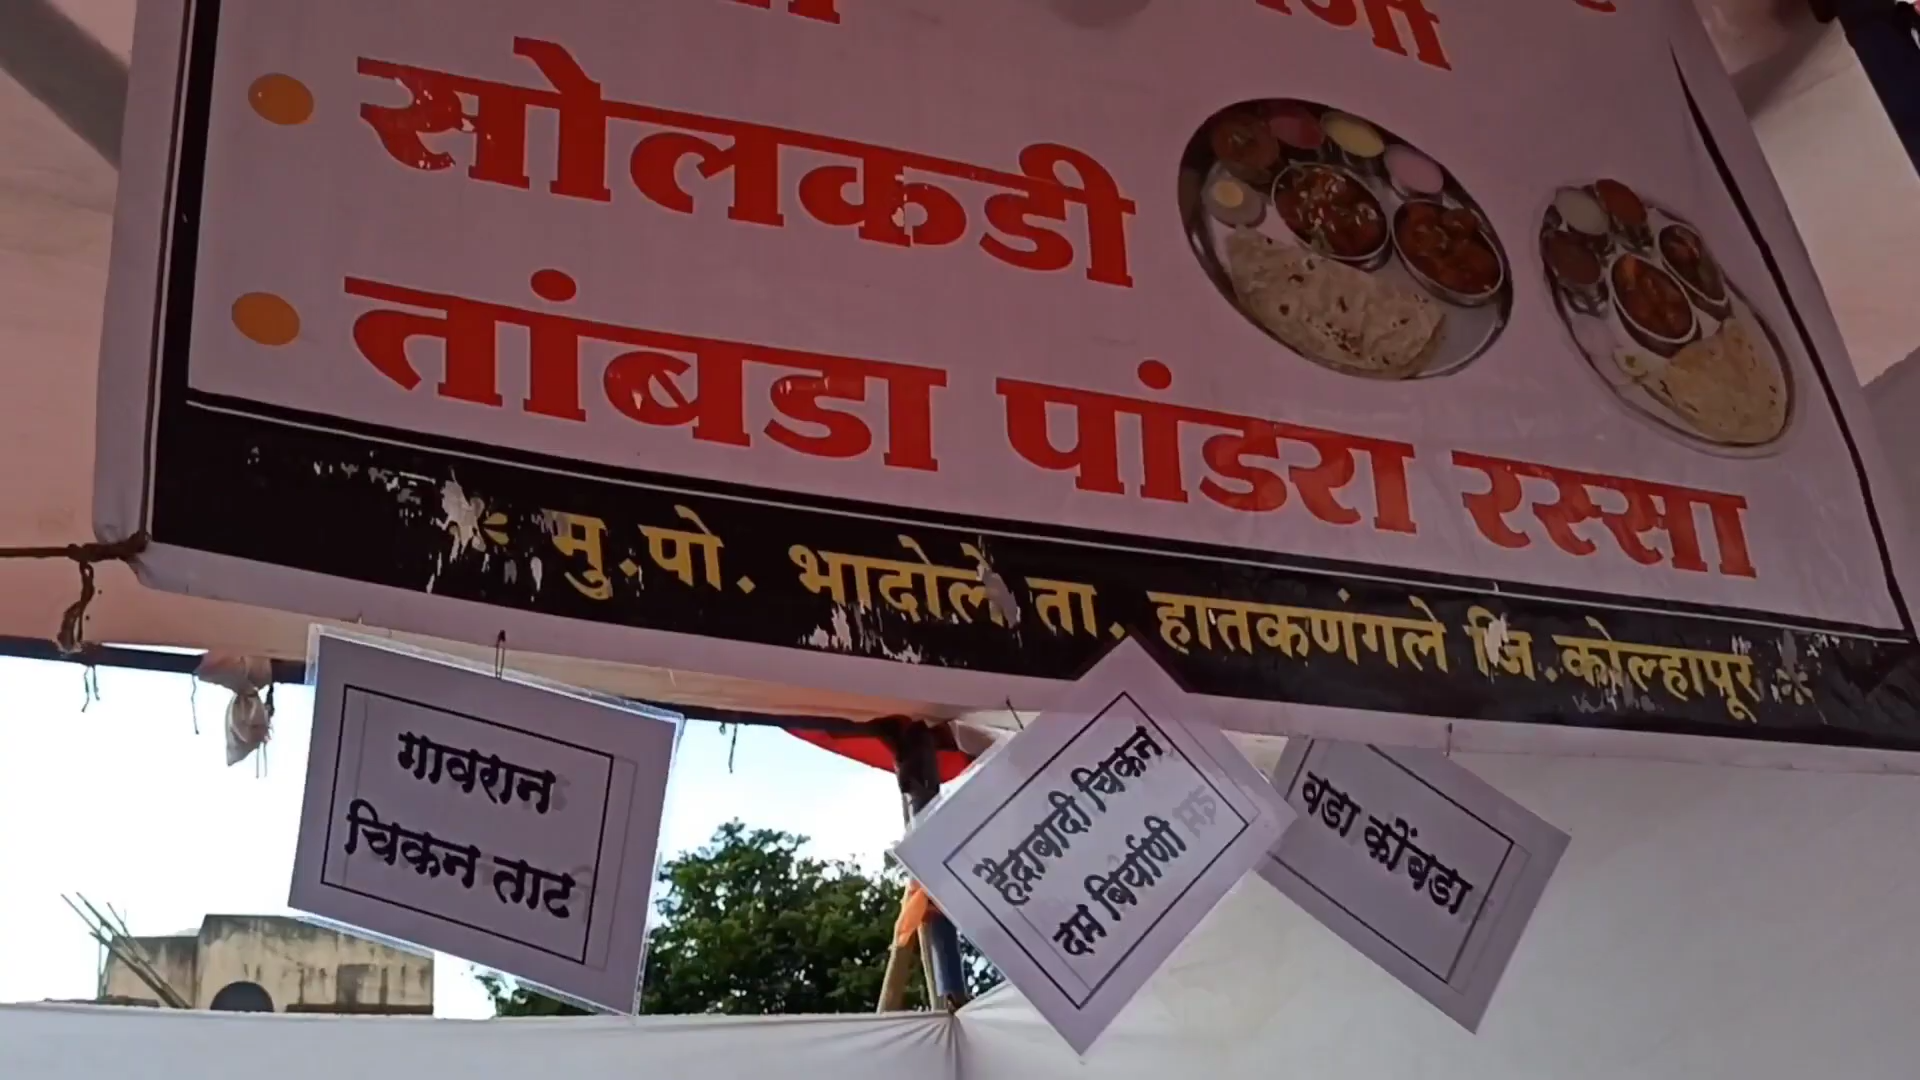 सोलकडी
तांबडा पांढरा रस्सा
मु.पो. भादोले ता. हातकणंगले जि.कोल्हापूर
गावरान
चिकन ताट
हैद्राबादी चिकन
दम बिर्याणी
वडा कोंबडा